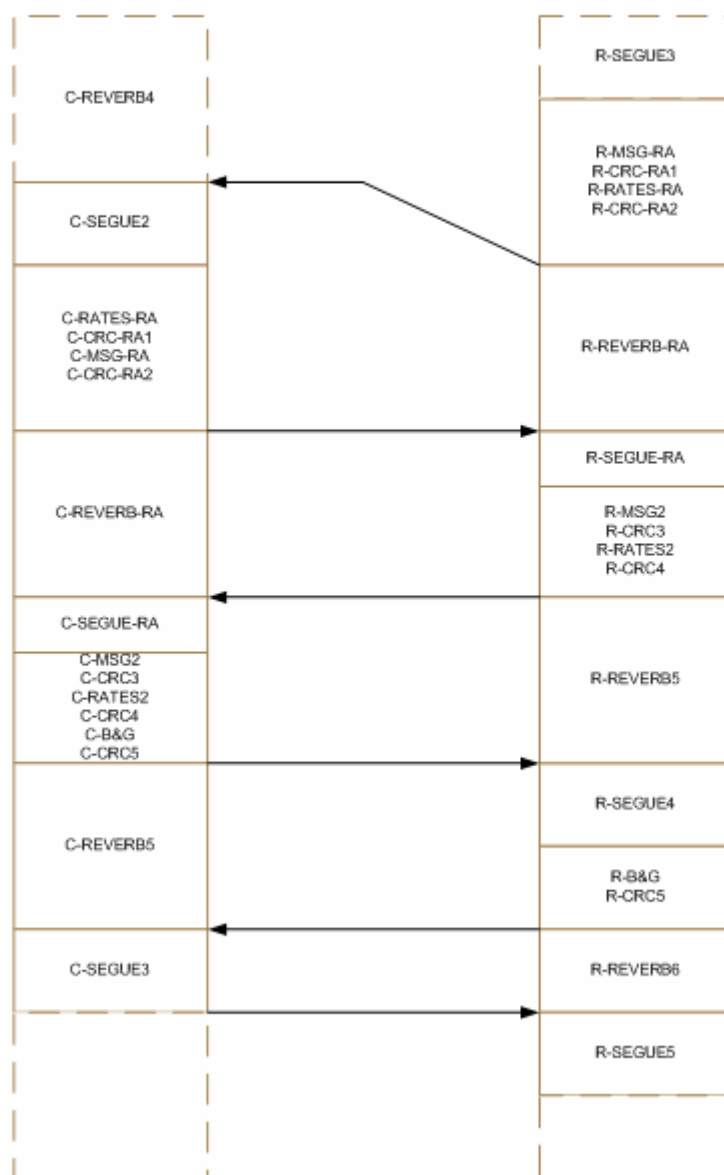 C-REVERB4
C-SEGUE2
C-RATES-RA
C-CRC-RA1
C-MSG-RA
C-CRC-RA2
C-REVERB-RA
C-SEGUE-RA
C-MSG2
C-CRC3
C-RATES2
C-CRC4
C-B&G
C-CRC5
C-REVERB5
C-SEGUE3
R-SEGUE3
R-MSG-RA
R-CRC-RA1
R-RATES-RA
R-CRC-RA2
R-REVERB-RA
R-SEGUE-RA
R-MSG2
R-CRC3
R-RATES2
R-CRC4
R-REVERB5
R-SEGUE4
R-B&G
R-CRC5
R-REVERB6
R-SEGUE5